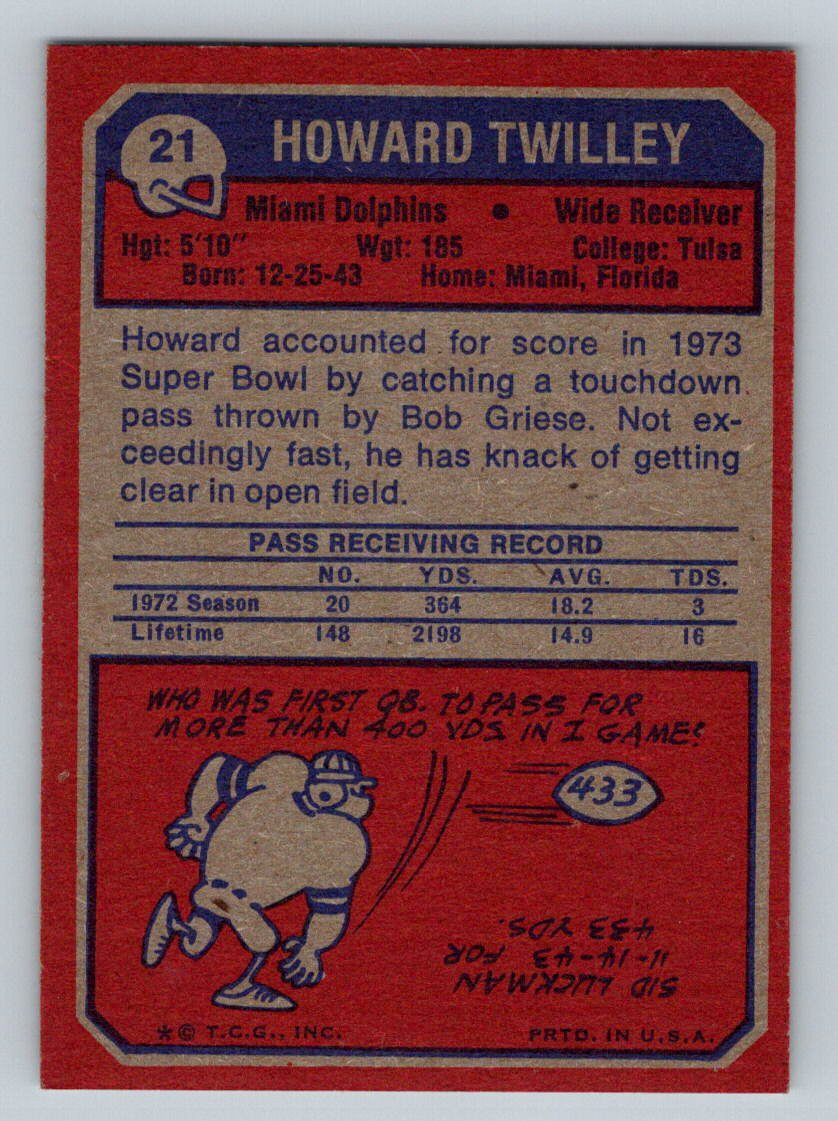 21
HOWARD TWILLEY
Miami Dolphins • Wide Receiver
Hgt: 5'10" Wgt: 185 College: Tulsa
Born: 12-25-43 Home: Miami, Florida
Howard accounted for score in 1973
Super Bowl by catching a touchdown
pass thrown by Bob Griese. Not ex-
ceedingly fast, he has knack of getting
clear in open field.
PASS RECEIVING RECORD
NO. YDS. AVG. TDS.
1972 Season 20 364 18.2 3
Lifetime 148 2198 14.9 16
WHO WAS FIRST QB. TO PASS FOR
MORE THAN 400 YDS IN 1 GAME?
433
SID LUCKMAN
11-14-43 FOR
433 YDS.
* © T.C.G., INC. PRTD. IN U.S.A.